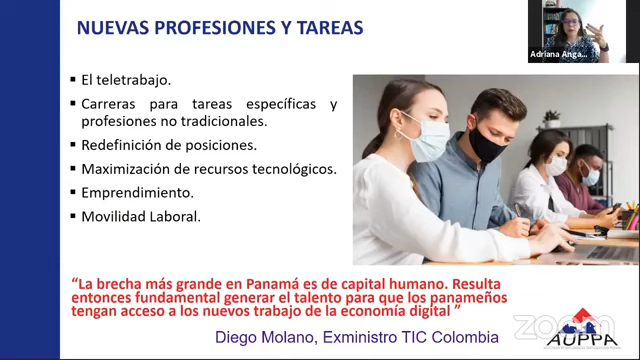 NUEVAS PROFESIONES Y TAREAS
Adriana Anga...
▪ El teletrabajo.
▪ Carreras para tareas específicas y
profesiones no tradicionales.
▪ Redefinición de posiciones.
▪ Maximización de recursos tecnológicos.
▪ Emprendimiento.
▪ Movilidad Laboral.
“La brecha más grande en Panamá es de capital humano. Resulta
entonces fundamental generar el talento para que los panameños
tengan acceso a los nuevos trabajo de la economía digital ”
Diego Molano, Exministro TIC Colombia
zoom
AUPPA